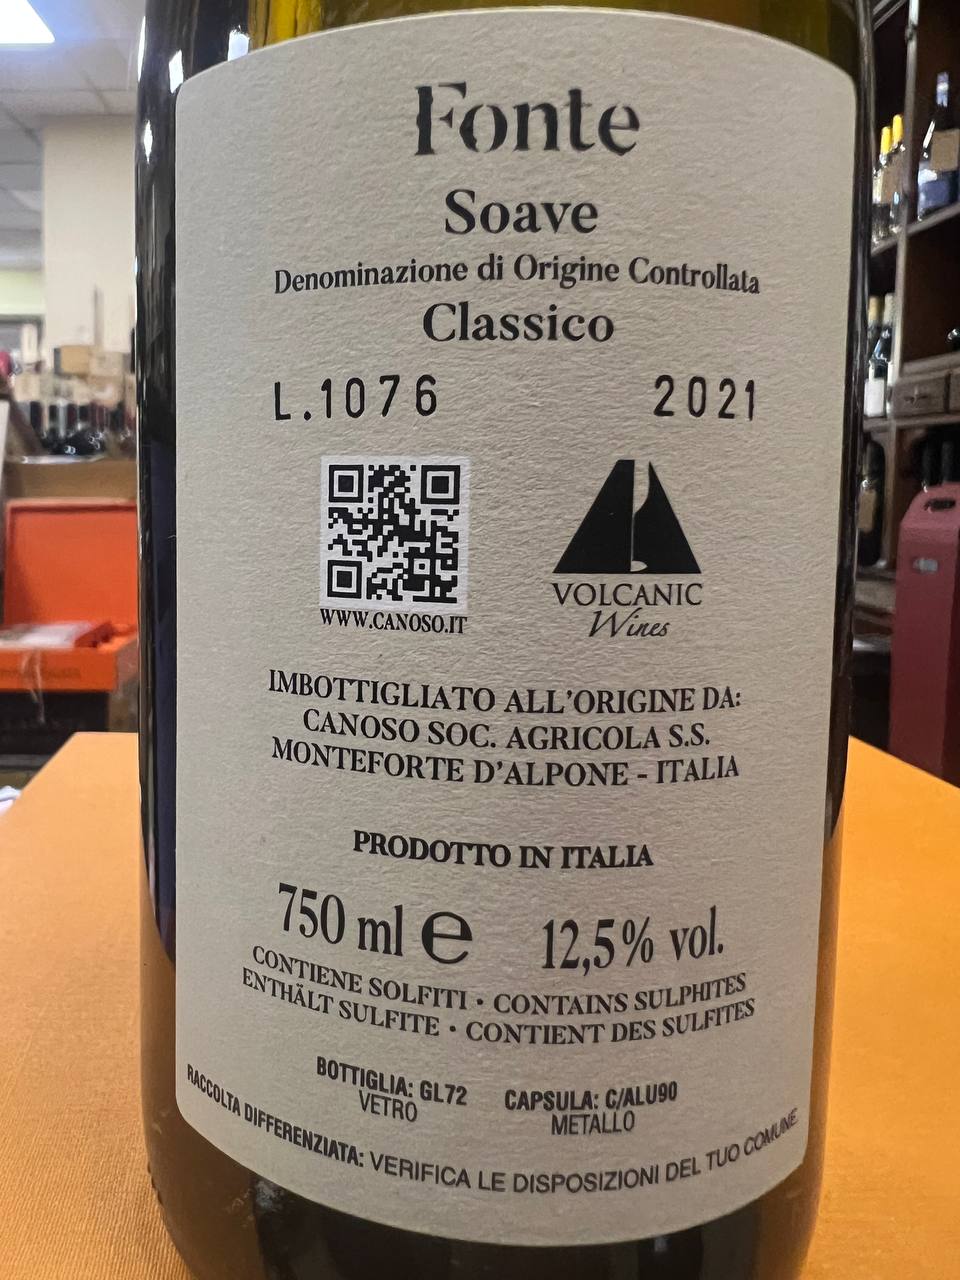 Fonte
Soave
Denominazione di Origine Controllata
Classico
L.1076 2021
WWW.CANOSO.IT
VOLCANIC
Wines
IMBOTTIGLIATO ALL'ORIGINE DA:
CANOSO SOC. AGRICOLA S.S.
MONTEFORTE D'ALPONE - ITALIA
PRODOTTO IN ITALIA
750 ml e 12,5% vol.
CONTIENE SOLFITI • CONTAINS SULPHITES
ENTHÄLT SULFITE • CONTIENT DES SULFITES
BOTTIGLIA: GL72 CAPSULA: C/ALU90
VETRO METALLO
RACCOLTA DIFFERENZIATA: VERIFICA LE DISPOSIZIONI DEL TUO COMUNE